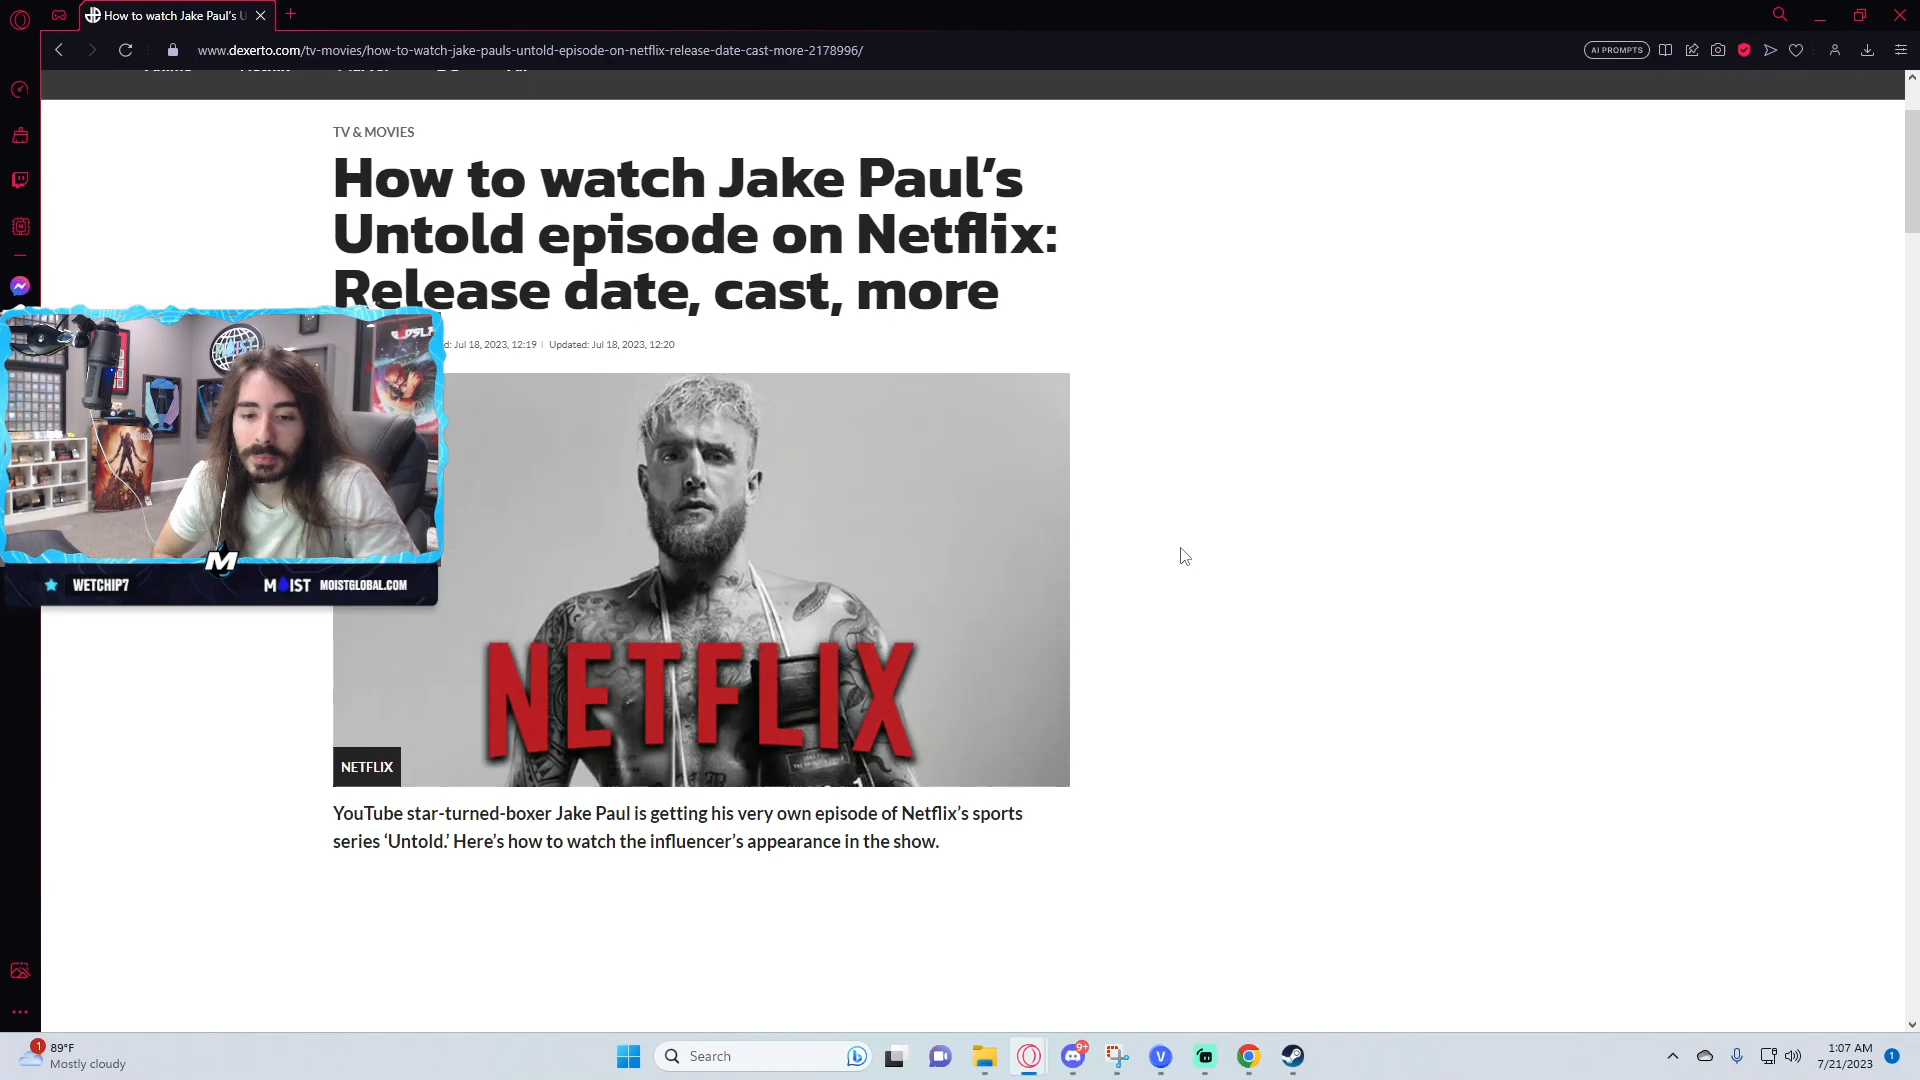 How to watch Jake Paul's U
www.dexerto.com/tv-movies/how-to-watch-jake-pauls-untold-episode-on-netflix-release-date-cast-more-2178996/
AI PROMPTS
TV & MOVIES
How to watch Jake Paul's
Untold episode on Netflix:
Release date, cast, more
d: Jul 18, 2023, 12:19 | Updated: Jul 18, 2023, 12:20
M
WETCHIP7
MOIST
MOISTGLOBAL.COM
NETFLIX
NETFLIX
YouTube star-turned-boxer Jake Paul is getting his very own episode of Netflix's sports
series 'Untold.' Here's how to watch the influencer's appearance in the show.
1
89°F
Mostly cloudy
Search
9+
V
1:07 AM
7/21/2023
1